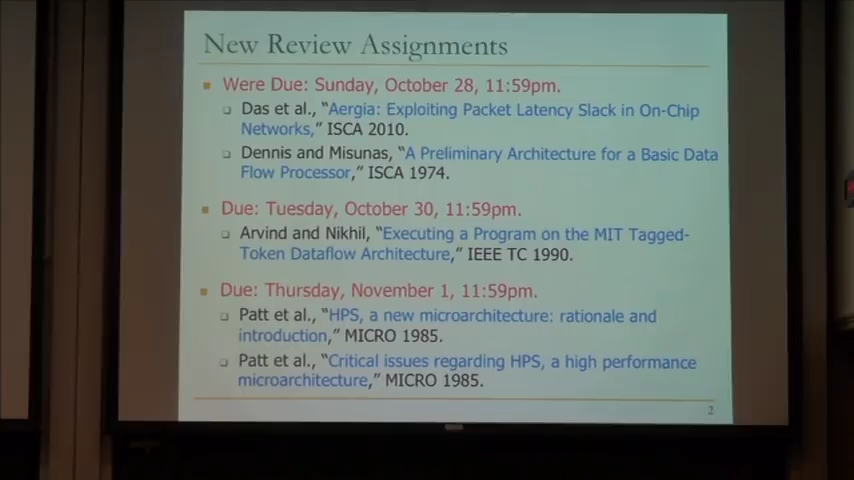 New Review Assignments
Were Due: Sunday, October 28, 11:59pm.
Das et al., “Aergia: Exploiting Packet Latency Slack in On-Chip
Networks,” ISCA 2010.
Dennis and Misunas, “A Preliminary Architecture for a Basic Data
Flow Processor,” ISCA 1974.
Due: Tuesday, October 30, 11:59pm.
Arvind and Nikhil, “Executing a Program on the MIT Tagged-
Token Dataflow Architecture,” IEEE TC 1990.
Due: Thursday, November 1, 11:59pm.
Patt et al., “HPS, a new microarchitecture: rationale and
introduction,” MICRO 1985.
Patt et al., “Critical issues regarding HPS, a high performance
microarchitecture,” MICRO 1985.
2